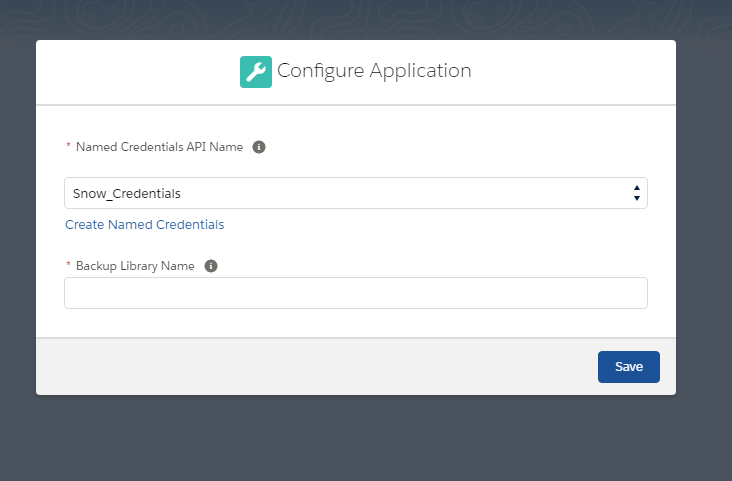 Configure Application
* Named Credentials API Name
Snow_Credentials
Create Named Credentials
* Backup Library Name
Save